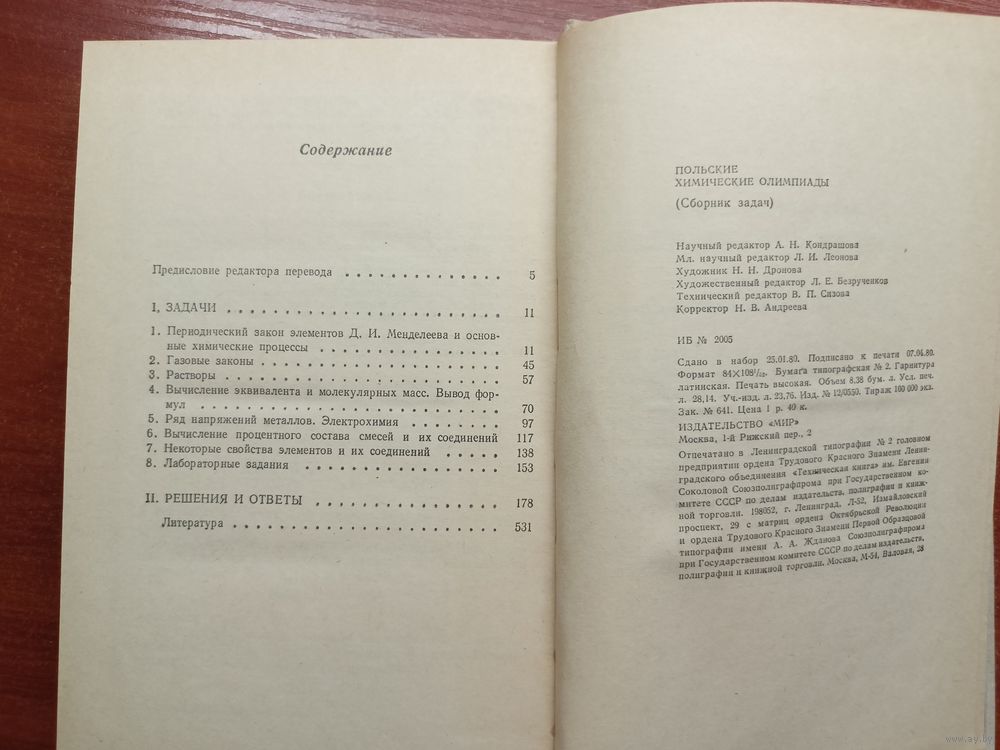 Содержание
Предисловие редактора перевода . . . . . . . . . . . . . 5
I. ЗАДАЧИ . . . . . . . . . . . . . . . . . . . . . . . . 11
1. Периодический закон элементов Д. И. Менделеева и основ-
ные химические процессы . . . . . . . . . . . . . . . . 11
2. Газовые законы . . . . . . . . . . . . . . . . . . . . 45
3. Растворы . . . . . . . . . . . . . . . . . . . . . . . 57
4. Вычисление эквивалента и молекулярных масс. Вывод фор-
мул . . . . . . . . . . . . . . . . . . . . . . . . . . 70
5. Ряд напряжений металлов. Электрохимия . . . . . . . . 97
6. Вычисление процентного состава смесей и их соединений 117
7. Некоторые свойства элементов и их соединений . . . . . 138
8. Лабораторные задания . . . . . . . . . . . . . . . . . 153
II. РЕШЕНИЯ И ОТВЕТЫ . . . . . . . . . . . . . . . . . . 178
Литература . . . . . . . . . . . . . . . . . . . . . . . 531
ПОЛЬСКИЕ
ХИМИЧЕСКИЕ ОЛИМПИАДЫ
(Сборник задач)
Научный редактор А. Н. Кондрашова
Мл. научный редактор Л. И. Леонова
Художник Н. Н. Дронова
Художественный редактор Л. Е. Безрученков
Технический редактор В. П. Сизова
Корректор Н. В. Андреева
ИБ № 2005
Сдано в набор 25.01.80. Подписано к печати 07.04.80.
Формат 84×108¹/₃₂. Бумага типографская № 2. Гарнитура
латинская. Печать высокая. Объем 8,38 бум. л. Усл. печ.
л. 28,14. Уч.-изд. л. 23,76. Изд. № 12/0550. Тираж 100 000 экз.
Зак. № 641. Цена 1 р. 40 к.
ИЗДАТЕЛЬСТВО «МИР»
Москва, 1-й Рижский пер., 2
Отпечатано в Ленинградской типографии № 2 головном
предприятии ордена Трудового Красного Знамени Ленин-
градского объединения «Техническая книга» им. Евгении
Соколовой Союзполиграфпрома при Государственном ко-
митете СССР по делам издательств, полиграфии и книж-
ной торговли. 198052, г. Ленинград, Л-52, Измайловский
проспект, 29 с матриц ордена Октябрьской Революции
и ордена Трудового Красного Знамени Первой Образцовой
типографии имени А. А. Жданова Союзполиграфпрома
при Государственном комитете СССР по делам издательств,
полиграфии и книжной торговли. Москва, М-54, Валовая, 28
www.ay.by